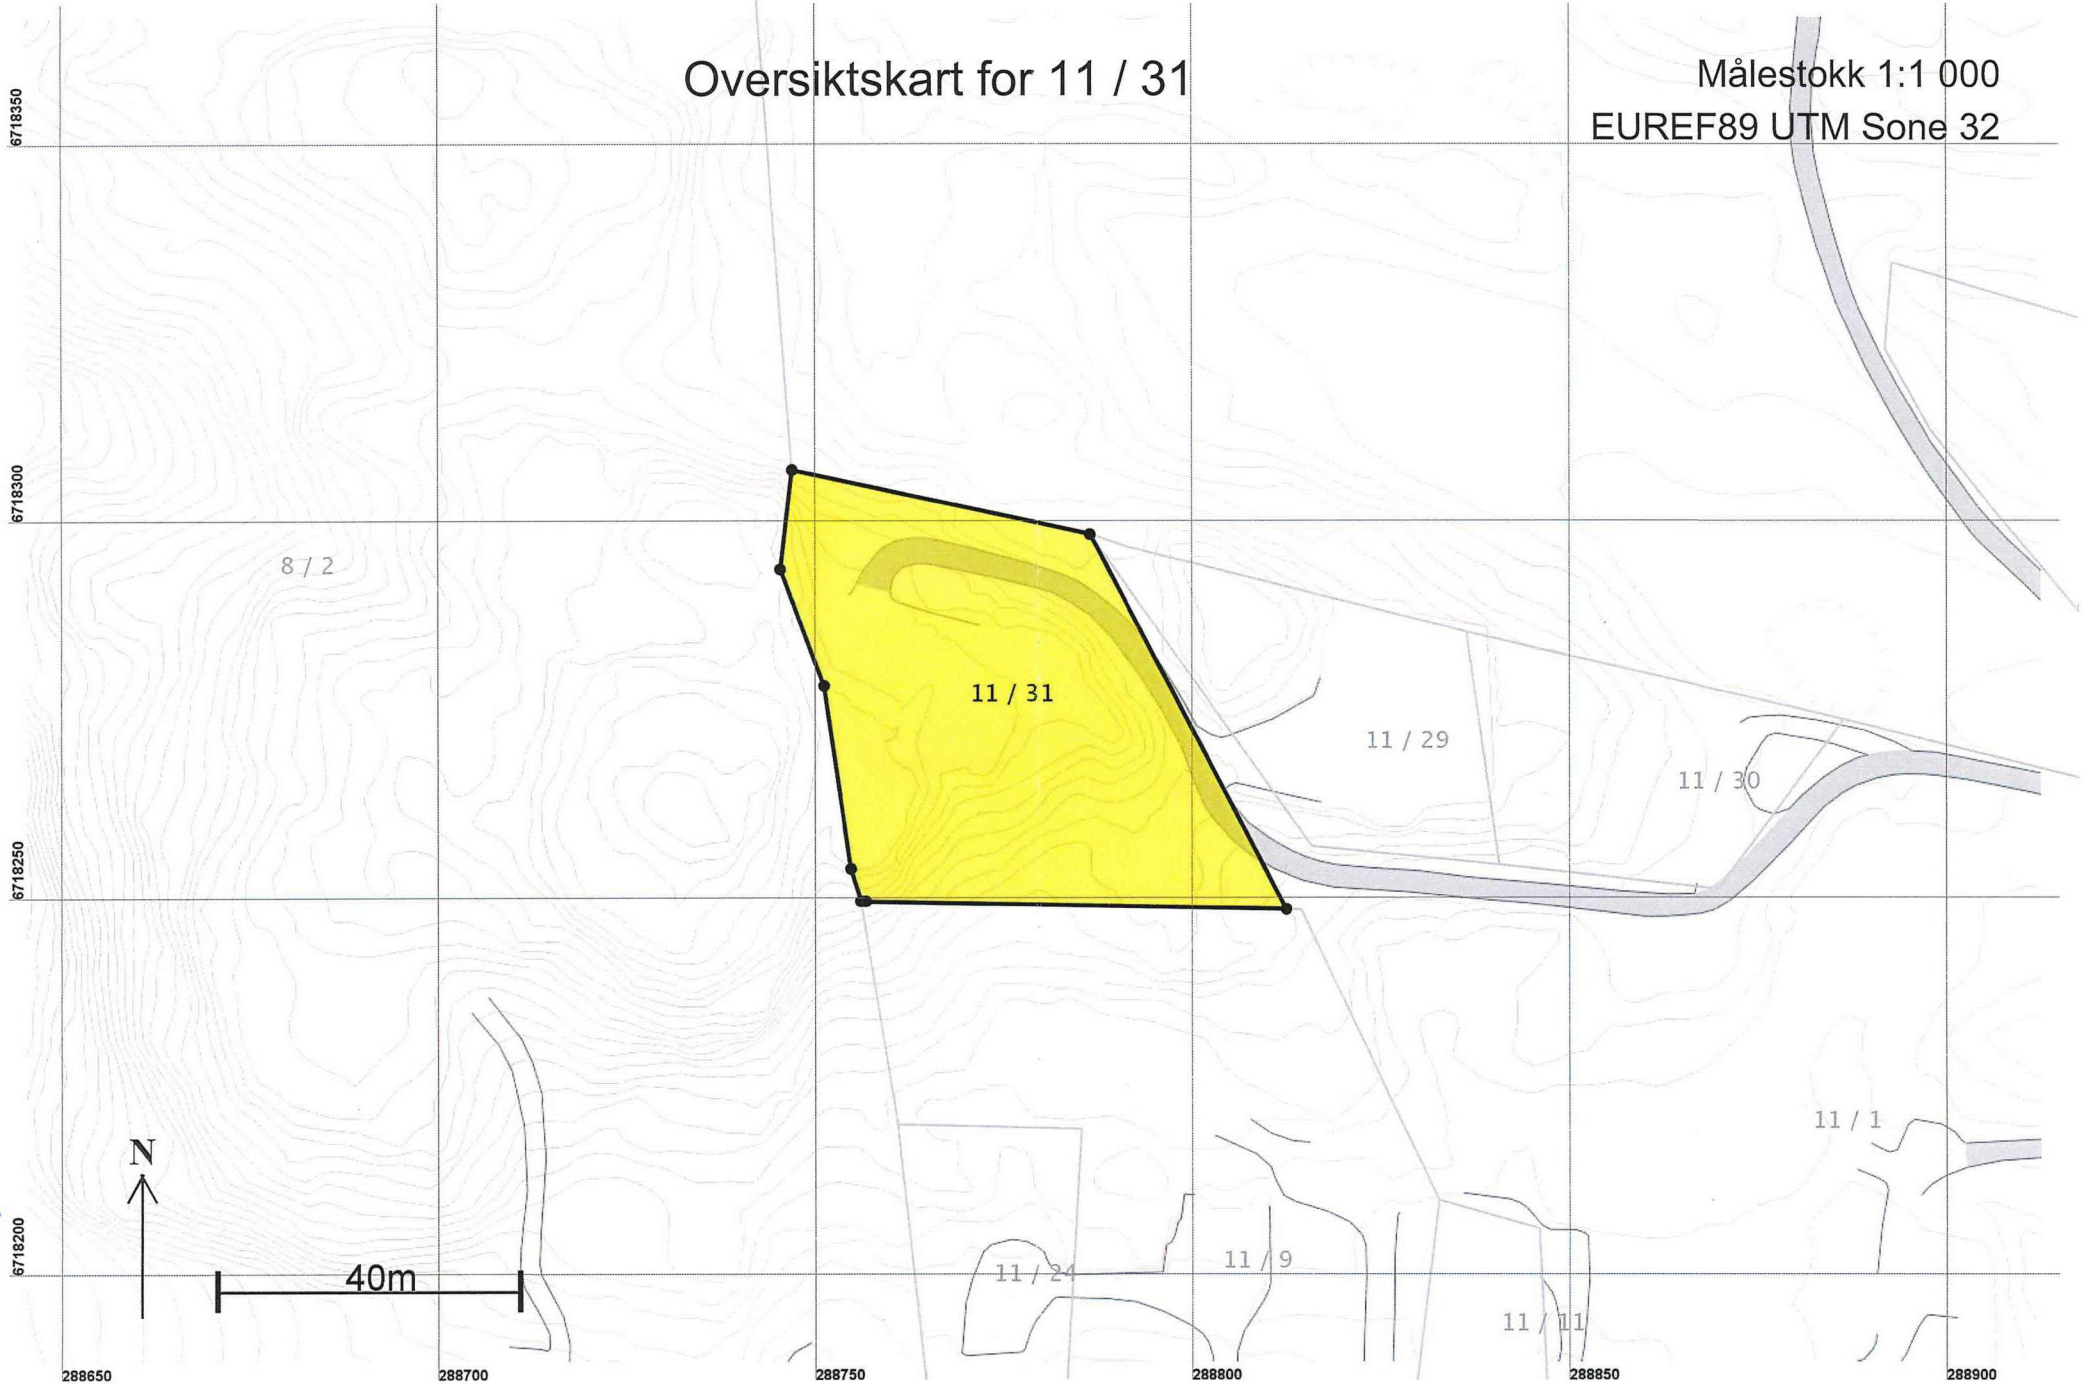 Oversiktskart for 11 / 31
Målestokk 1:1 000
EUREF89 UTM Sone 32
6718350
6718300
8 / 2
11 / 31
11 / 29
11 / 30
6718250
11 / 1
N
6718200
40m
11 / 24
11 / 9
11 / 11
288650
288700
288750
288800
288850
288900